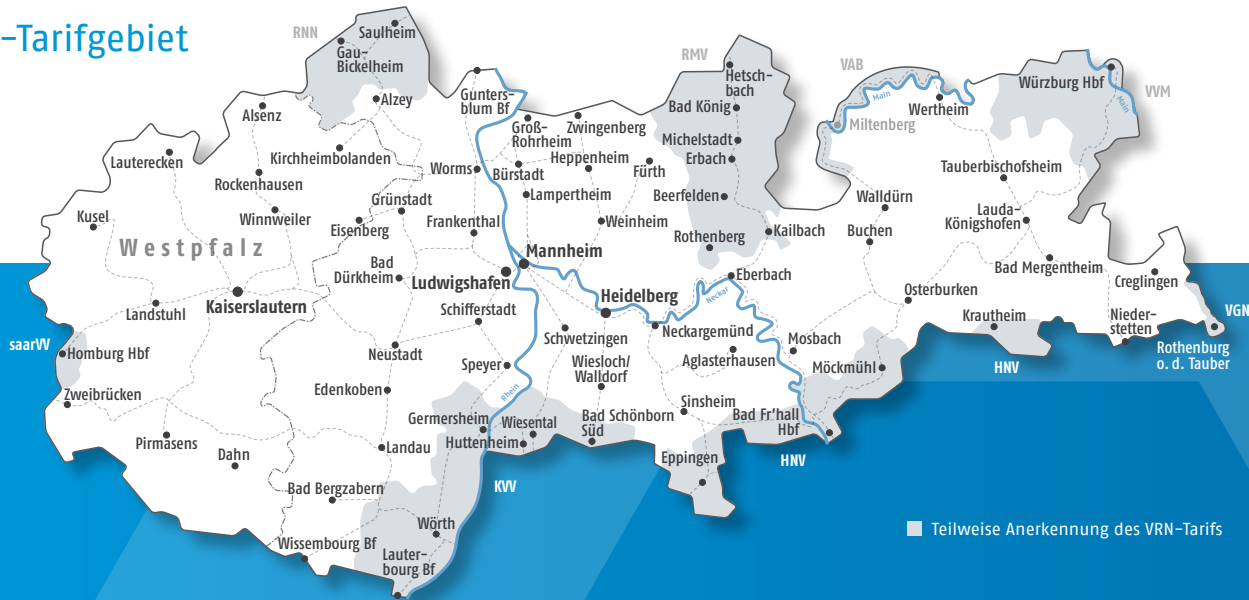 -Tarifgebiet
RNN
Saulheim
Gau-
Bickelheim
Alzey
Alsenz
Gunters-
blum Bf
RMV
Hetsch-
bach
Bad König
Michelstadt
Erbach
Beerfelden
Rothenberg
Kailbach
VAB
Main
Miltenberg
Wertheim
Würzburg Hbf
Main
VVM
Lauterecken
Kirchheimbolanden
Rockenhausen
Winnweiler
Kusel
Westpfalz
Kaiserslautern
Landstuhl
Groß-
Rohrheim
Zwingenberg
Heppenheim
Bürstadt
Fürth
Lampertheim
Weinheim
Worms
Grünstadt
Eisenberg
Frankenthal
Bad
Dürkheim
Mannheim
Ludwigshafen
Heidelberg
Schifferstadt
Neckar
Eberbach
Tauberbischofsheim
Walldürn
Lauda-
Königshofen
Buchen
Bad Mergentheim
Creglingen
Osterburken
Krautheim
Nieder-
stetten
VGN
Rothenburg
o. d. Tauber
HNV
saarVV
Homburg Hbf
Zweibrücken
Pirmasens
Dahn
Neustadt
Edenkoben
Landau
Speyer
Rhein
Schwetzingen
Wiesloch/
Walldorf
Neckargemünd
Aglasterhausen
Mosbach
Möckmühl
Sinsheim
Bad Fr'hall
Hbf
Germersheim
Huttenheim
Wiesental
Bad Schönborn
Süd
Eppingen
HNV
KVV
Bad Bergzabern
Wörth
Wissembourg Bf
Lauter-
bourg Bf
Teilweise Anerkennung des VRN-Tarifs